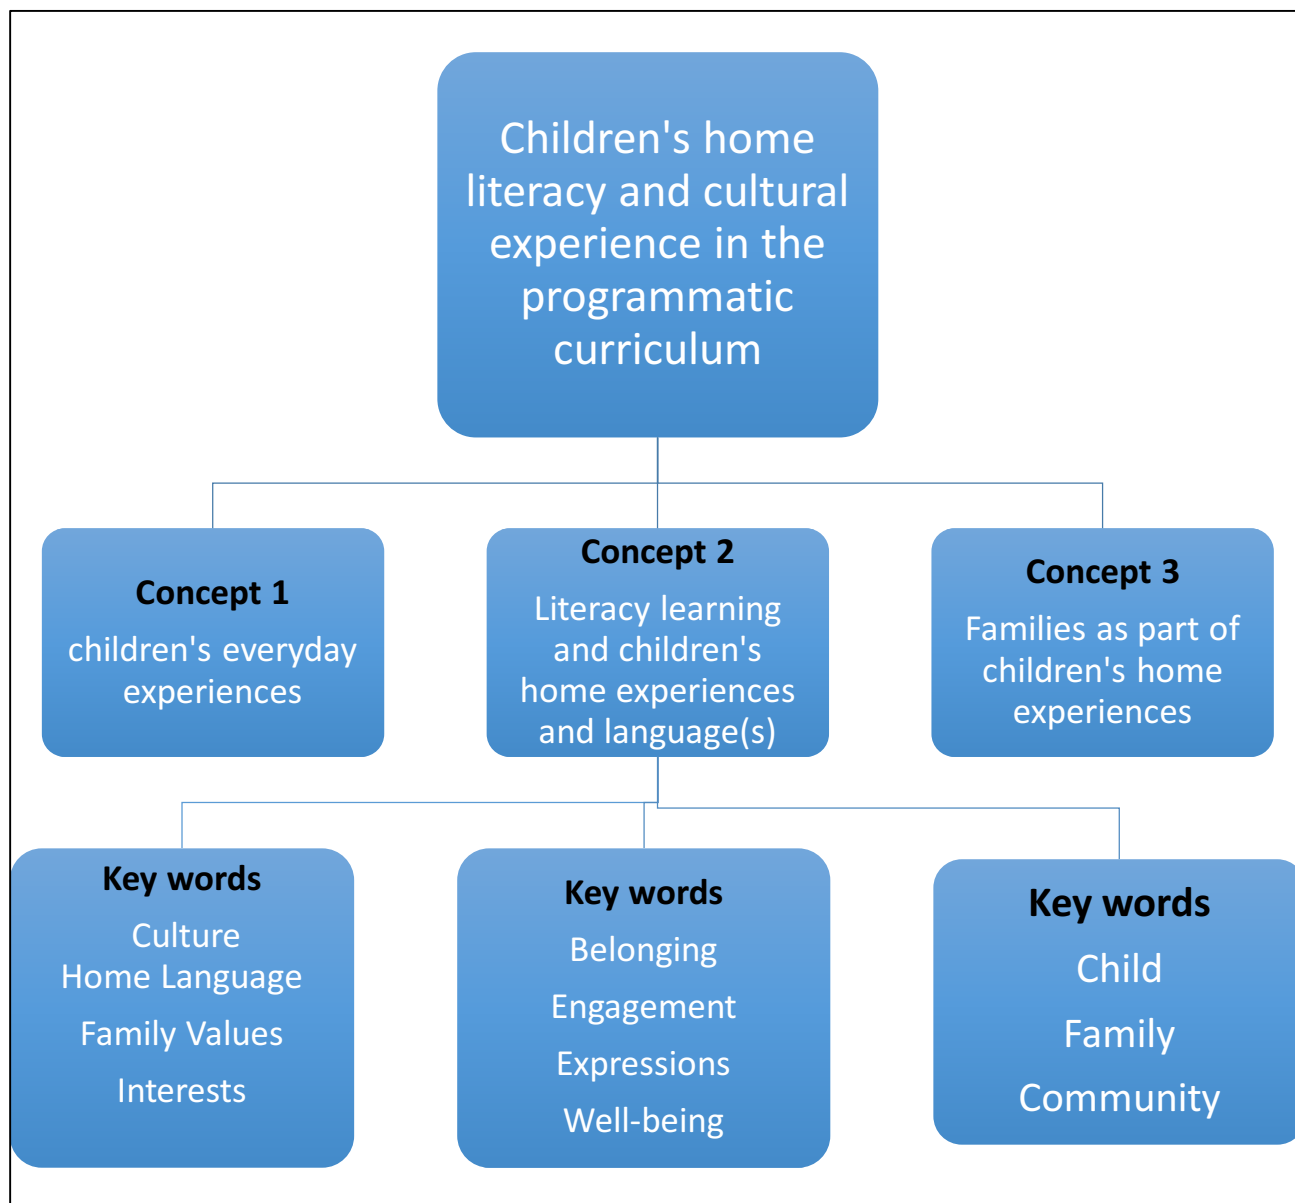 Children's home
literacy and cultural
experience in the
programmatic
curriculum
Concept 1
children's everyday
experiences
Concept 2
Literacy learning
and children's
home experiences
and language(s)
Concept 3
Families as part of
children's home
experiences
Key words
Culture
Home Language
Family Values
Interests
Key words
Belonging
Engagement
Expressions
Well-being
Key words
Child
Family
Community